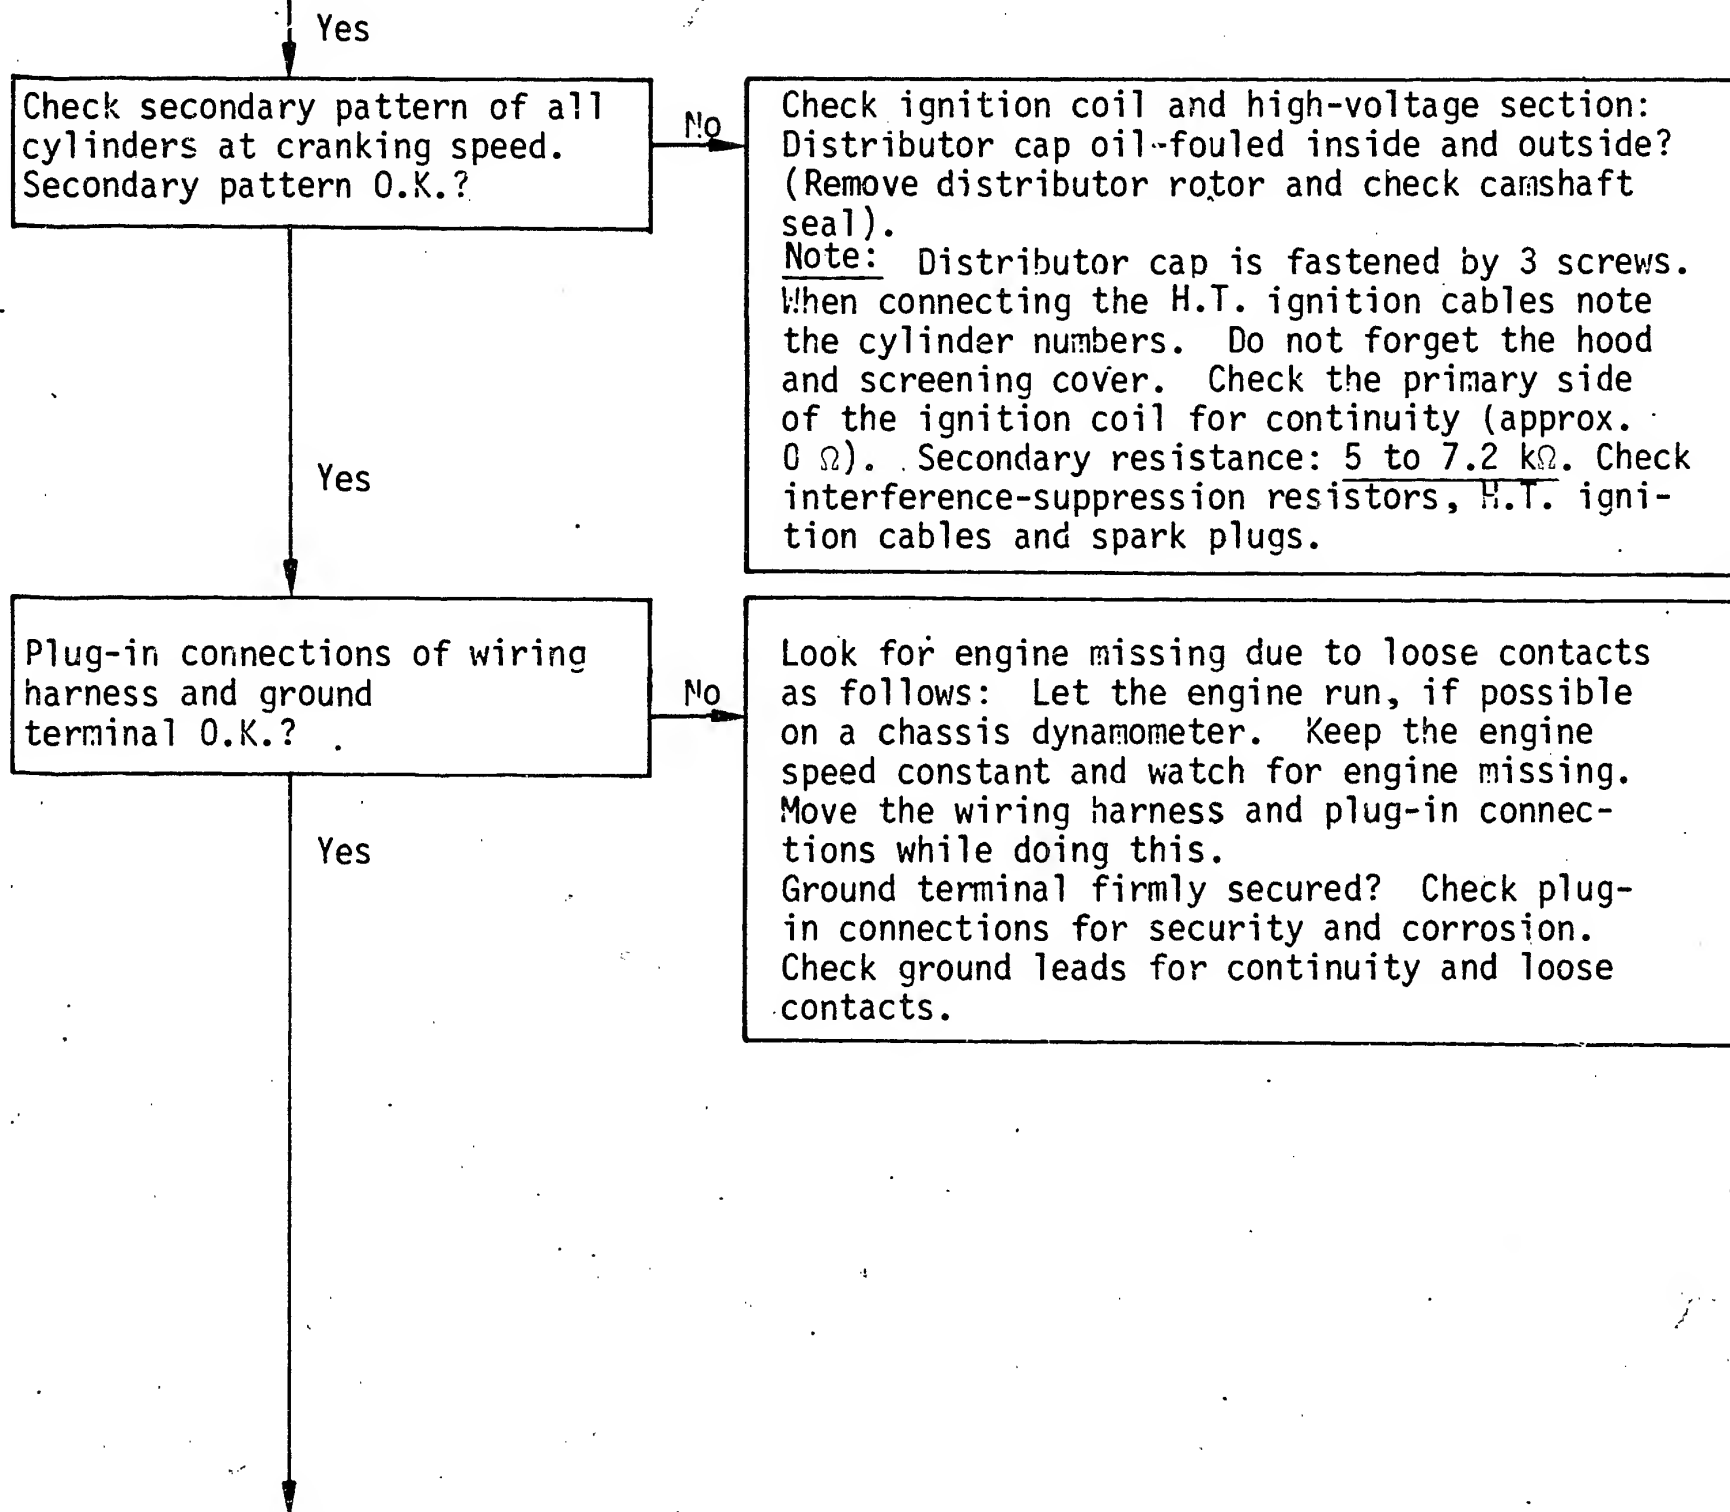 Yes
Check secondary pattern of all
cylinders at cranking speed.
Secondary pattern O.K.?
No
Check ignition coil and high-voltage section:
Distributor cap oil-fouled inside and outside?
(Remove distributor rotor and check camshaft
seal).
Note: Distributor cap is fastened by 3 screws.
When connecting the H.T. ignition cables note
the cylinder numbers. Do not forget the hood
and screening cover. Check the primary side
of the ignition coil for continuity (approx.
0 Ω). Secondary resistance: 5 to 7.2 kΩ. Check
interference-suppression resistors, H.T. igni-
tion cables and spark plugs.
Yes
Plug-in connections of wiring
harness and ground
terminal O.K.?
No
Look for engine missing due to loose contacts
as follows: Let the engine run, if possible
on a chassis dynamometer. Keep the engine
speed constant and watch for engine missing.
Move the wiring harness and plug-in connec-
tions while doing this.
Ground terminal firmly secured? Check plug-
in connections for security and corrosion.
Check ground leads for continuity and loose
contacts.
Yes